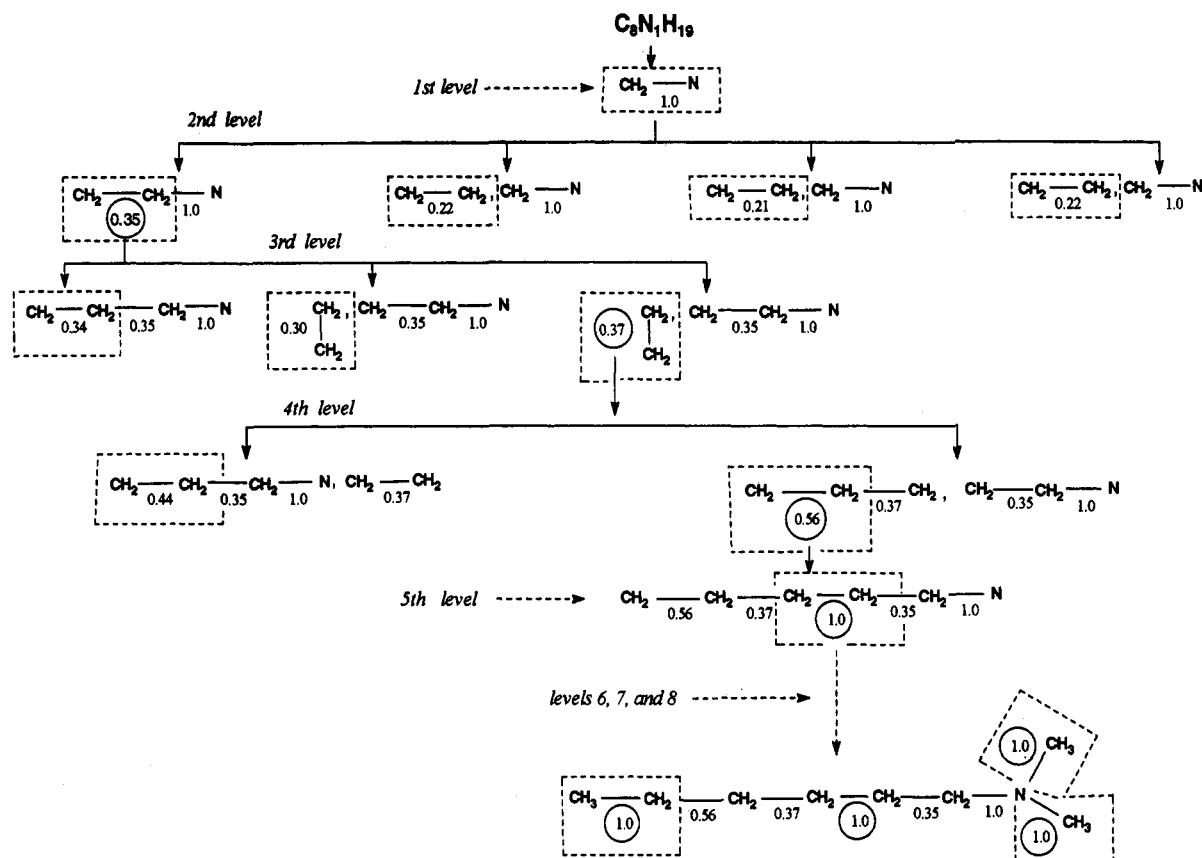 C₈N₁H₁₉
1st level
CH₂ N
1.0
2nd level
CH₂ CH₂ N
0.35 1.0
CH₂ CH₂, CH₂ N
0.22 1.0
CH₂ CH₂, CH₂ N
0.21 1.0
CH₂ CH₂, CH₂ N
0.22 1.0
3rd level
CH₂ CH₂ CH₂ N
0.34 0.35 1.0
CH₂, CH₂ CH₂ N
0.30 0.35 1.0
CH₂
CH₂, CH₂ CH₂ N
0.37 0.35 1.0
CH₂
4th level
CH₂ CH₂ CH₂ N, CH₂ CH₂
0.44 0.35 1.0 0.37
CH₂ CH₂ CH₂, CH₂ CH₂ N
0.56 0.37 0.35 1.0
5th level
CH₂ CH₂ CH₂ CH₂ CH₂ N
0.56 0.37 1.0 0.35 1.0
levels 6, 7, and 8
1.0 CH₃
CH₃ CH₂ CH₂ CH₂ CH₂ CH₂ N
1.0 0.56 0.37 1.0 0.35 1.0
CH₃
1.0